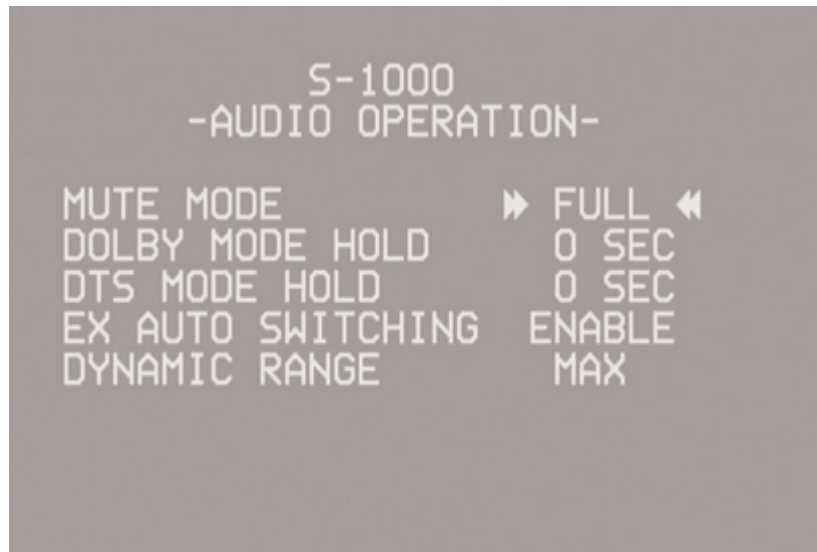 S-1000
-AUDIO OPERATION-
MUTE MODE FULL
DOLBY MODE HOLD 0 SEC
DTS MODE HOLD 0 SEC
EX AUTO SWITCHING ENABLE
DYNAMIC RANGE MAX